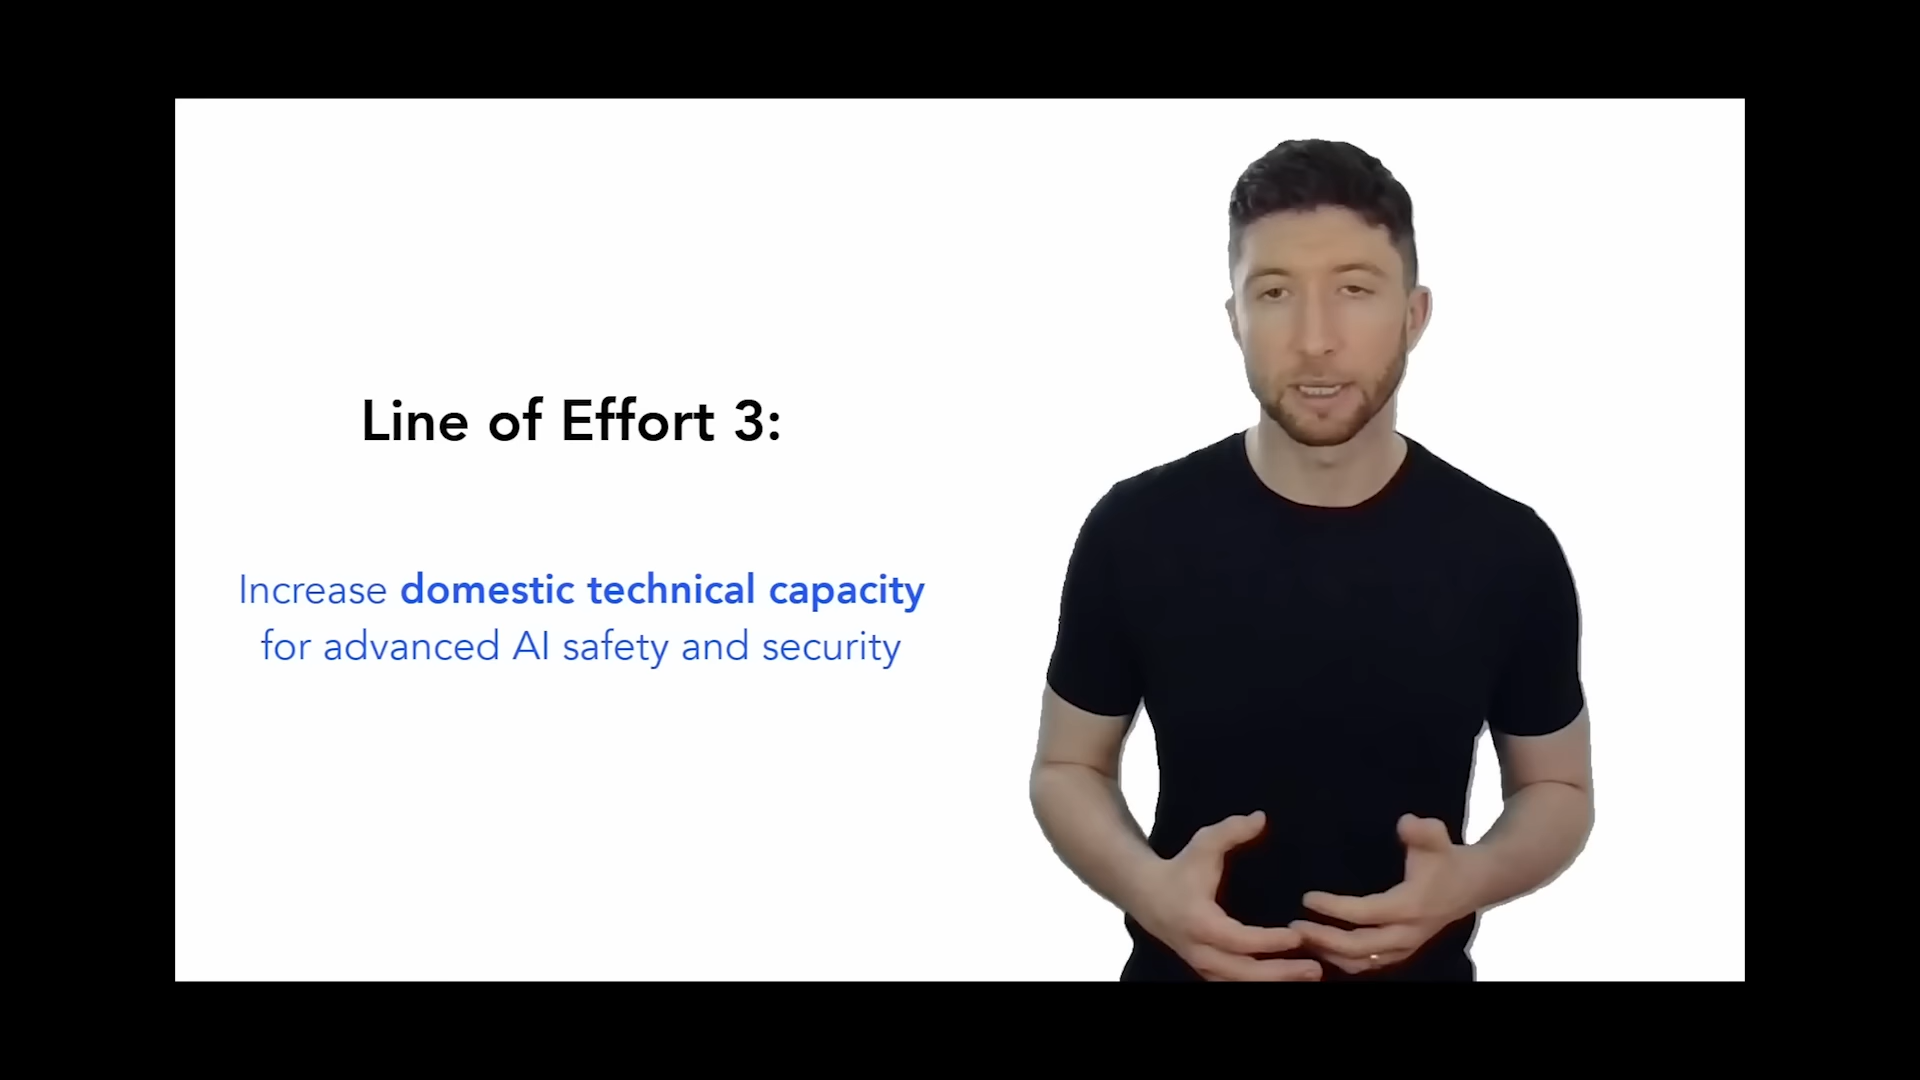 Line of Effort 3:
Increase domestic technical capacity
for advanced AI safety and security